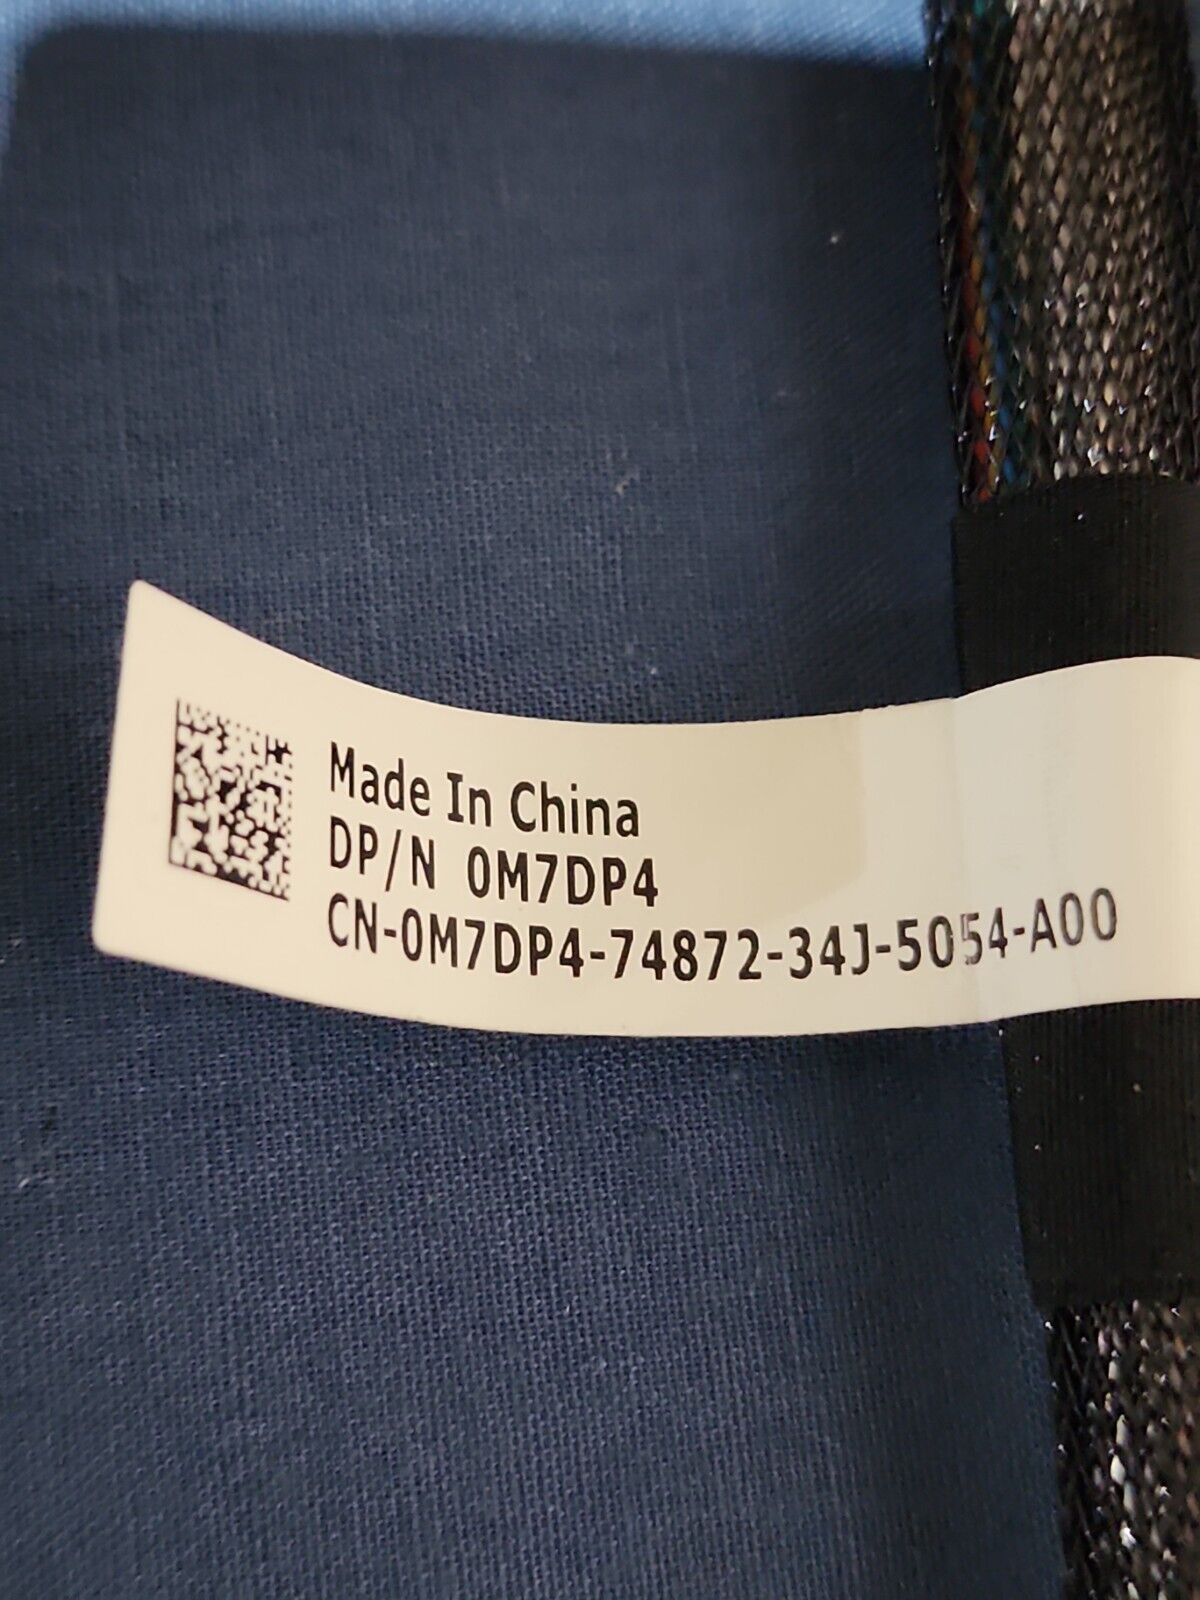 Made In China
DP/N 0M7DP4
CN-0M7DP4-74872-34J-5054-A00